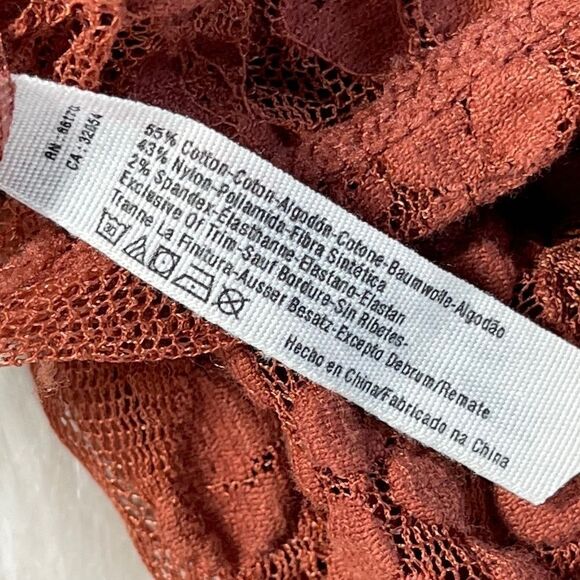 RN: 66170
CA: 32054
55% Cotton-Coton-Algodón-Cotone-Baumwolle-Algodão
43% Nylon-Poliamida-Fibra Sintética
2% Spandex-Elasthanne-Elastano-Elastan
Exclusive Of Trim-Sauf Bordure-Sin Ribetes-
Tranne La Finitura-Ausser Besatz-Excepto Debrum/Remate
Hecho en China/Fabricado na China